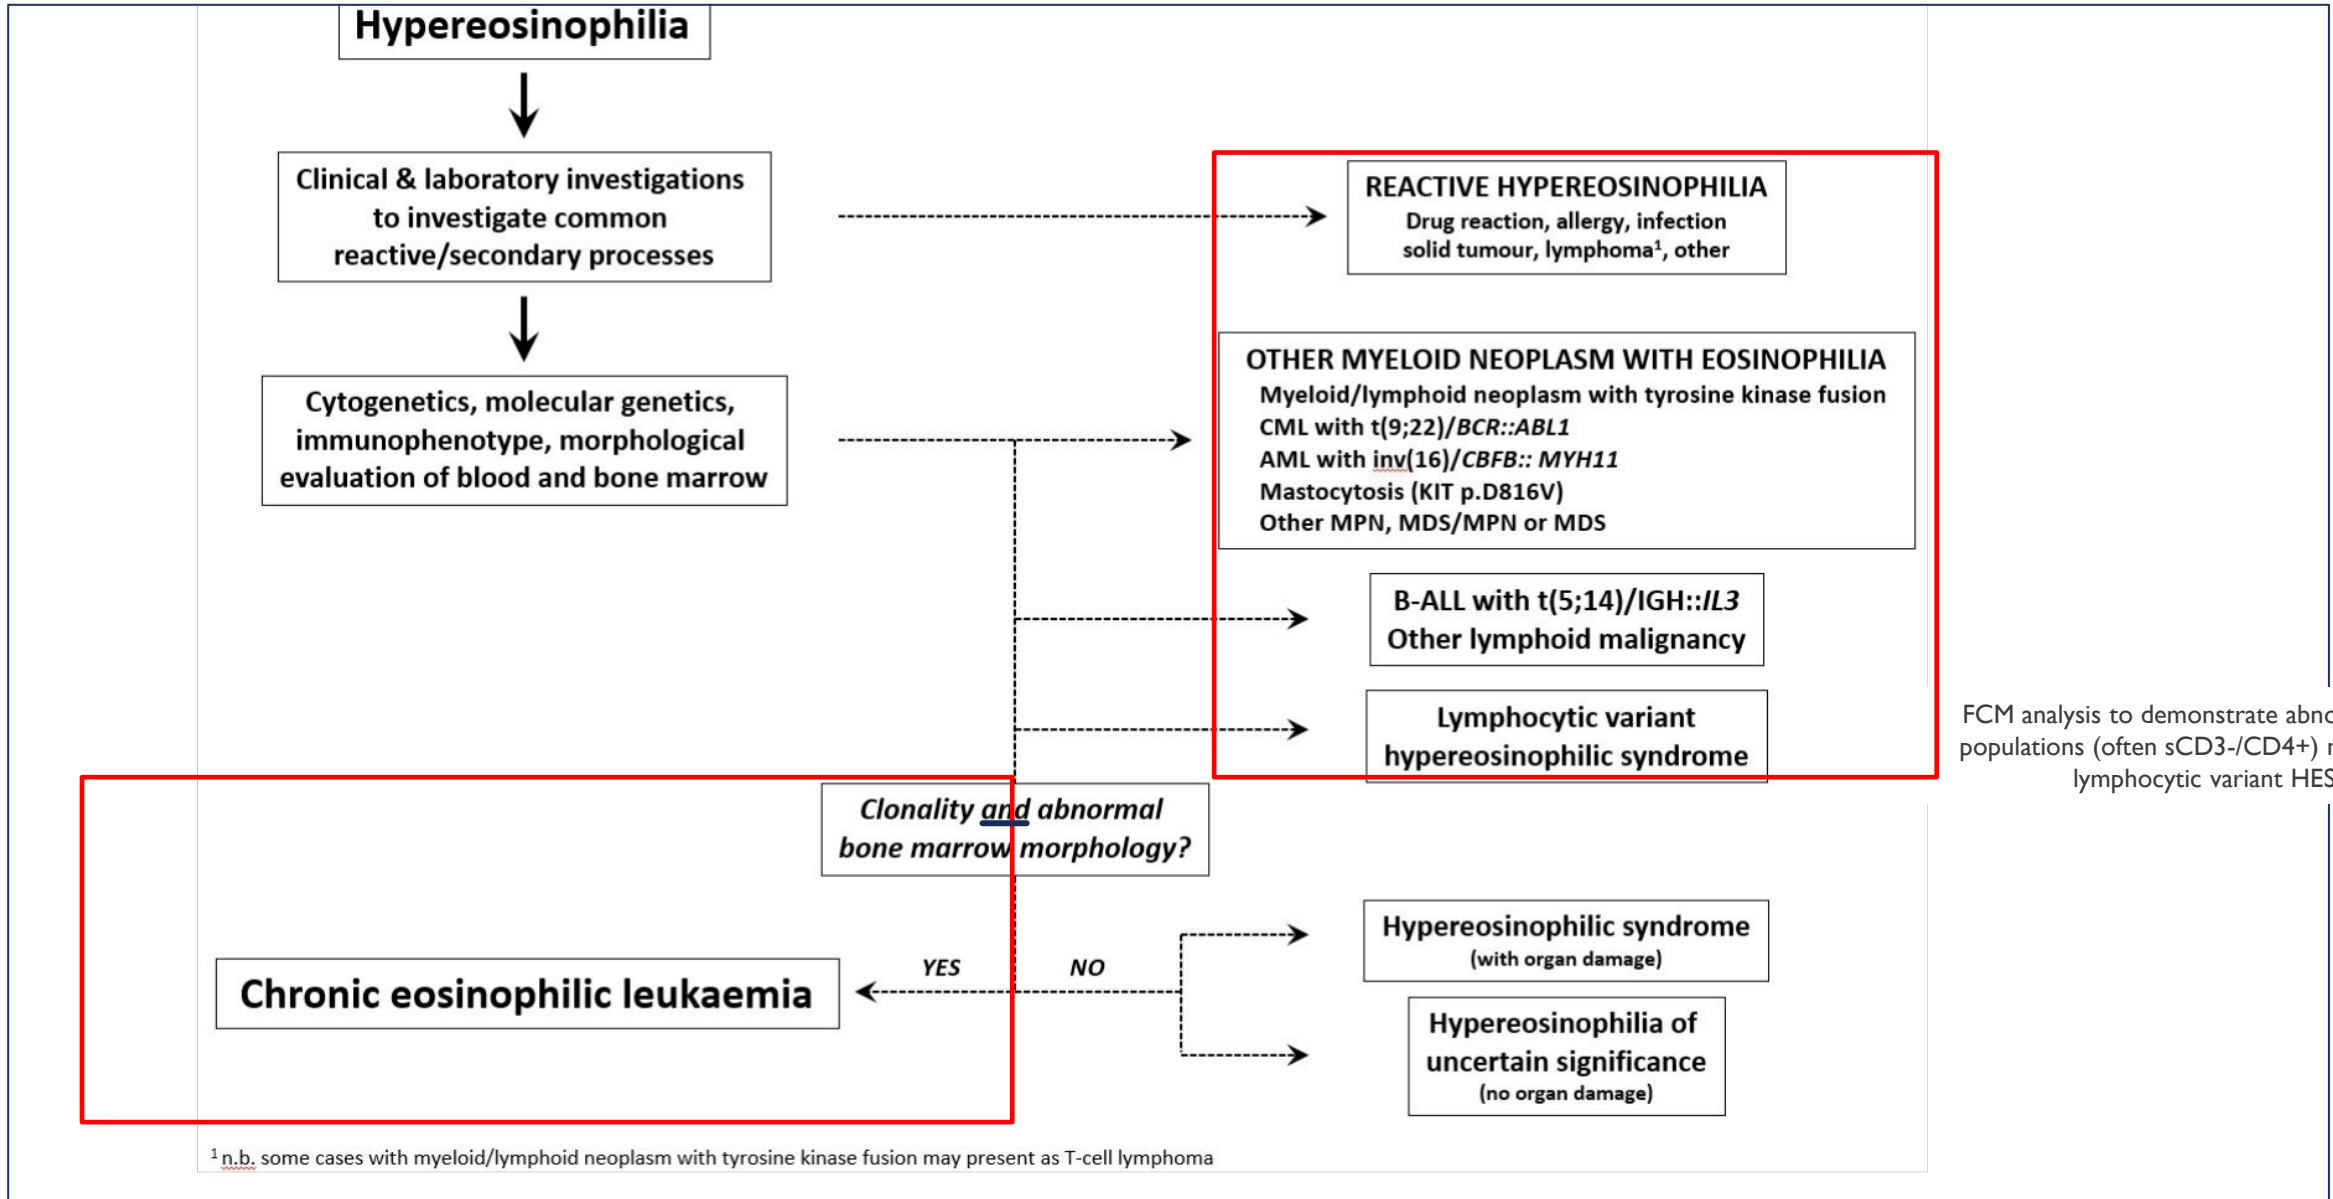 Hypereosinophilia
Clinical & laboratory investigations
to investigate common
reactive/secondary processes
REACTIVE HYPEREOSINOPHILIA
Drug reaction, allergy, infection
solid tumour, lymphoma¹, other
Cytogenetics, molecular genetics,
immunophenotype, morphological
evaluation of blood and bone marrow
OTHER MYELOID NEOPLASM WITH EOSINOPHILIA
Myeloid/lymphoid neoplasm with tyrosine kinase fusion
CML with t(9;22)/BCR::ABL1
AML with inv(16)/CBFB:: MYH11
Mastocytosis (KIT p.D816V)
Other MPN, MDS/MPN or MDS
B-ALL with t(5;14)/IGH::IL3
Other lymphoid malignancy
Lymphocytic variant
hypereosinophilic syndrome
FCM analysis to demonstrate
populations (often sCD3-/CD4+)
lymphocytic variant HES
Clonality and abnormal
bone marrow morphology?
YES
NO
Chronic eosinophilic leukaemia
Hypereosinophilic syndrome
(with organ damage)
Hypereosinophilia of
uncertain significance
(no organ damage)
¹ n.b. some cases with myeloid/lymphoid neoplasm with tyrosine kinase fusion may present as T-cell lymphoma